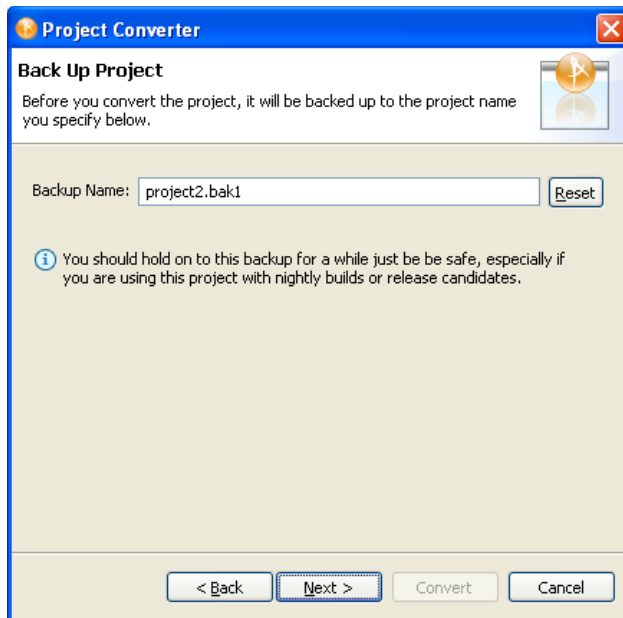 Project Converter
Back Up Project
Before you convert the project, it will be backed up to the project name
you specify below.
Backup Name: project2.bak1 Reset
You should hold on to this backup for a while just be be safe, especially if
you are using this project with nightly builds or release candidates.
< Back Next > Convert Cancel